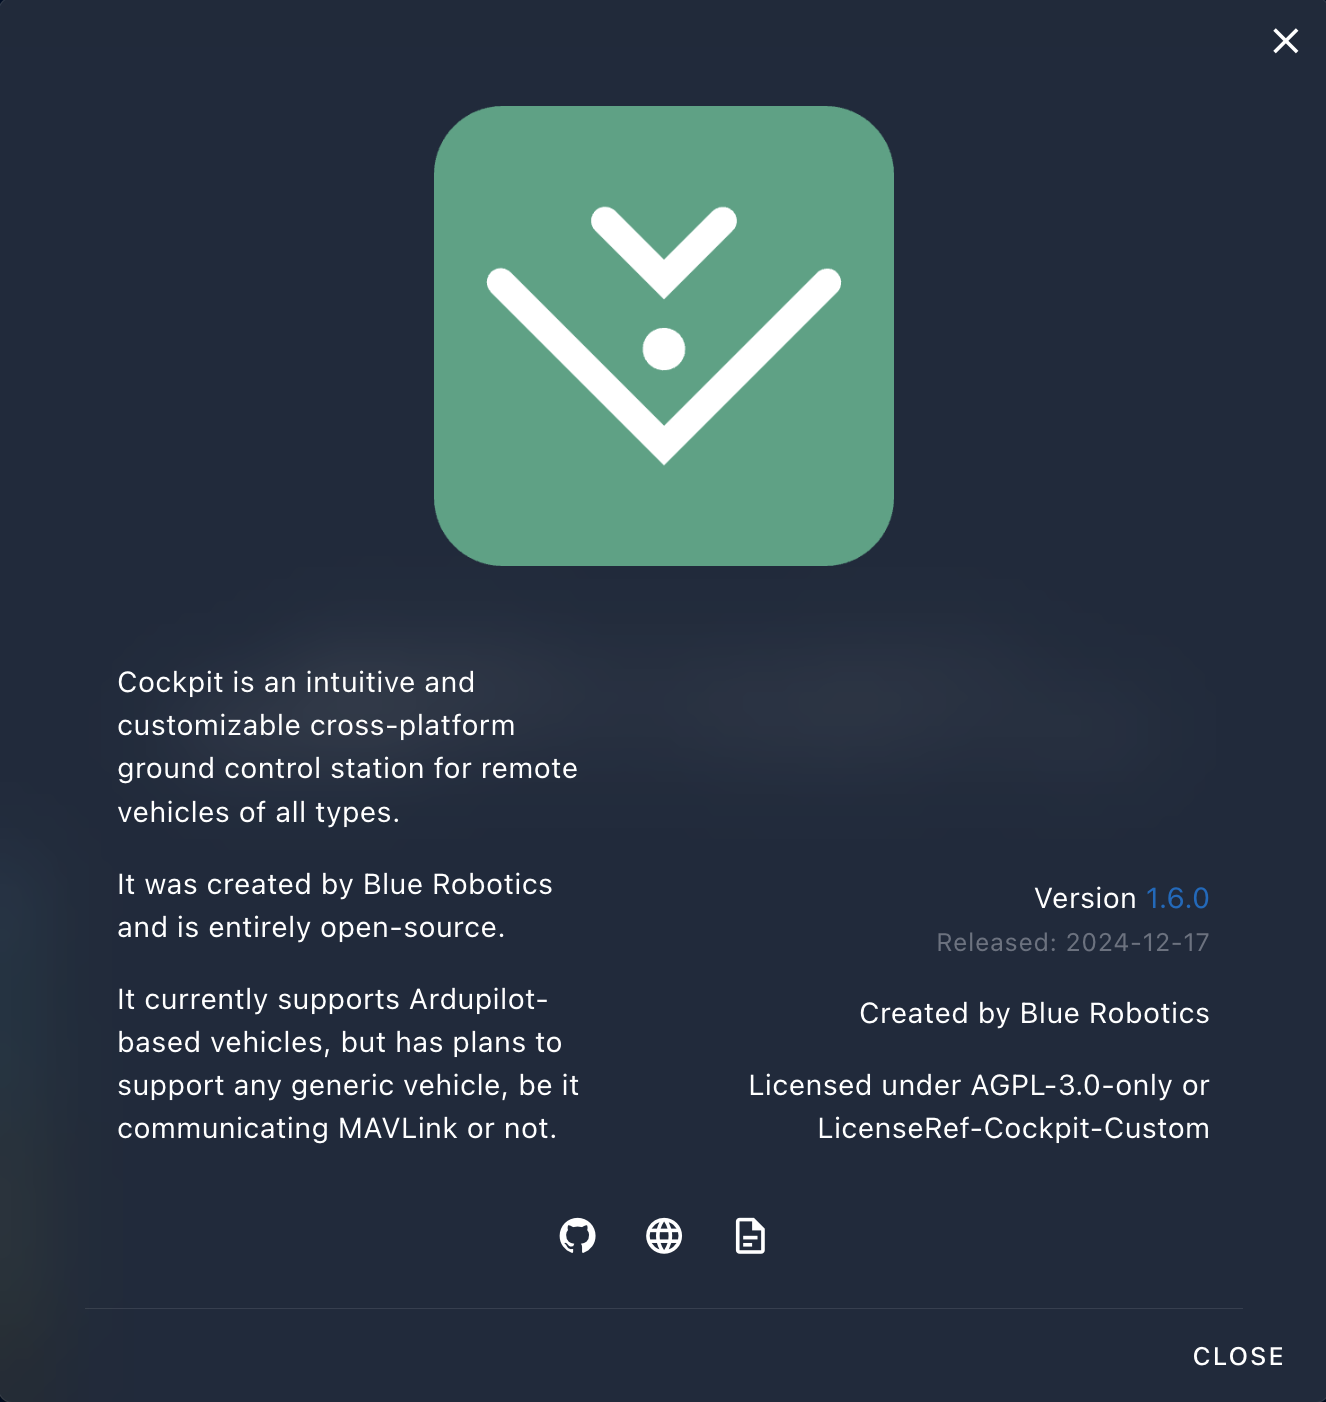 Cockpit is an intuitive and
customizable cross-platform
ground control station for remote
vehicles of all types.
It was created by Blue Robotics
and is entirely open-source.
It currently supports Ardupilot-
based vehicles, but has plans to
support any generic vehicle, be it
communicating MAVLink or not.
Version 1.6.0
Released: 2024-12-17
Created by Blue Robotics
Licensed under AGPL-3.0-only or
LicenseRef-Cockpit-Custom
CLOSE